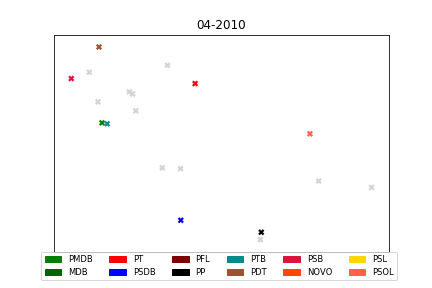 04-2010
PMDB PT PFL PTB PSB PSL
MDB PSDB PP PDT NOVO PSOL